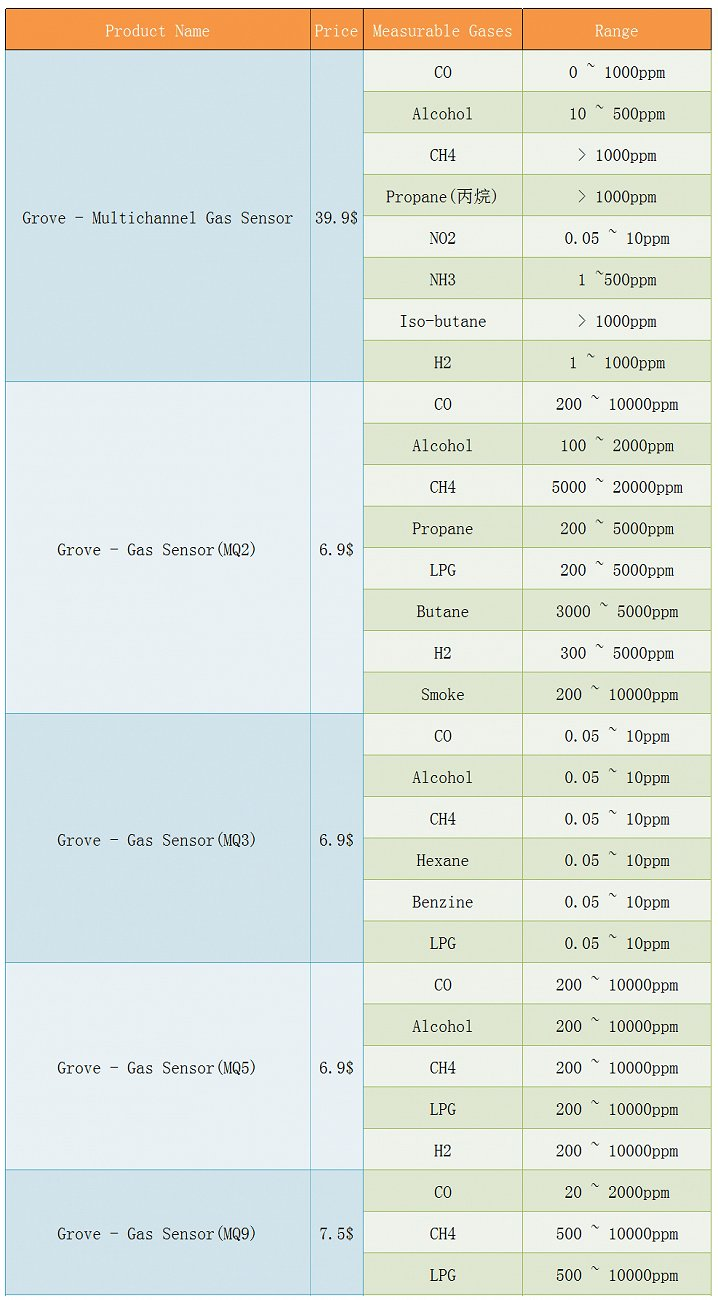 Product Name Price Measurable Gases Range
CO 0 ~ 1000ppm
Alcohol 10 ~ 500ppm
CH4 > 1000ppm
Propane(丙烷) > 1000ppm
Grove - Multichannel Gas Sensor 39.9$
NO2 0.05 ~ 10ppm
NH3 1 ~500ppm
Iso-butane > 1000ppm
H2 1 ~ 1000ppm
CO 200 ~ 10000ppm
Alcohol 100 ~ 2000ppm
CH4 5000 ~ 20000ppm
Propane 200 ~ 5000ppm
Grove - Gas Sensor(MQ2) 6.9$
LPG 200 ~ 5000ppm
Butane 3000 ~ 5000ppm
H2 300 ~ 5000ppm
Smoke 200 ~ 10000ppm
CO 0.05 ~ 10ppm
Alcohol 0.05 ~ 10ppm
CH4 0.05 ~ 10ppm
Grove - Gas Sensor(MQ3) 6.9$
Hexane 0.05 ~ 10ppm
Benzine 0.05 ~ 10ppm
LPG 0.05 ~ 10ppm
CO 200 ~ 10000ppm
Alcohol 200 ~ 10000ppm
Grove - Gas Sensor(MQ5) 6.9$ CH4 200 ~ 10000ppm
LPG 200 ~ 10000ppm
H2 200 ~ 10000ppm
CO 20 ~ 2000ppm
Grove - Gas Sensor(MQ9) 7.5$ CH4 500 ~ 10000ppm
LPG 500 ~ 10000ppm